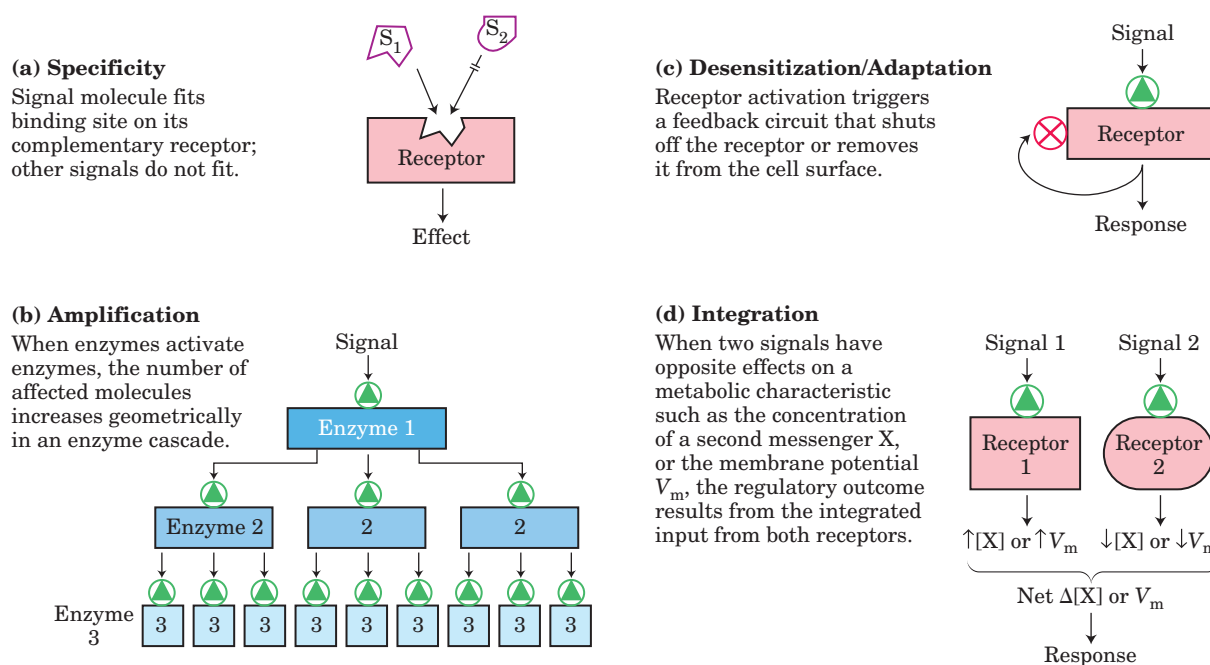 (a) Specificity
Signal molecule fits
binding site on its
complementary receptor;
other signals do not fit.
S1
S2
Receptor
Effect
(b) Amplification
When enzymes activate
enzymes, the number of
affected molecules
increases geometrically
in an enzyme cascade.
Signal
Enzyme 1
Enzyme 2
2
2
Enzyme
3
3 3 3 3 3 3 3 3 3
(c) Desensitization/Adaptation
Receptor activation triggers
a feedback circuit that shuts
off the receptor or removes
it from the cell surface.
Signal
Receptor
Response
(d) Integration
When two signals have
opposite effects on a
metabolic characteristic
such as the concentration
of a second messenger X,
or the membrane potential
Vm, the regulatory outcome
results from the integrated
input from both receptors.
Signal 1
Signal 2
Receptor
1
Receptor
2
↑[X] or ↑Vm
↓[X] or ↓Vm
Net Δ[X] or Vm
Response